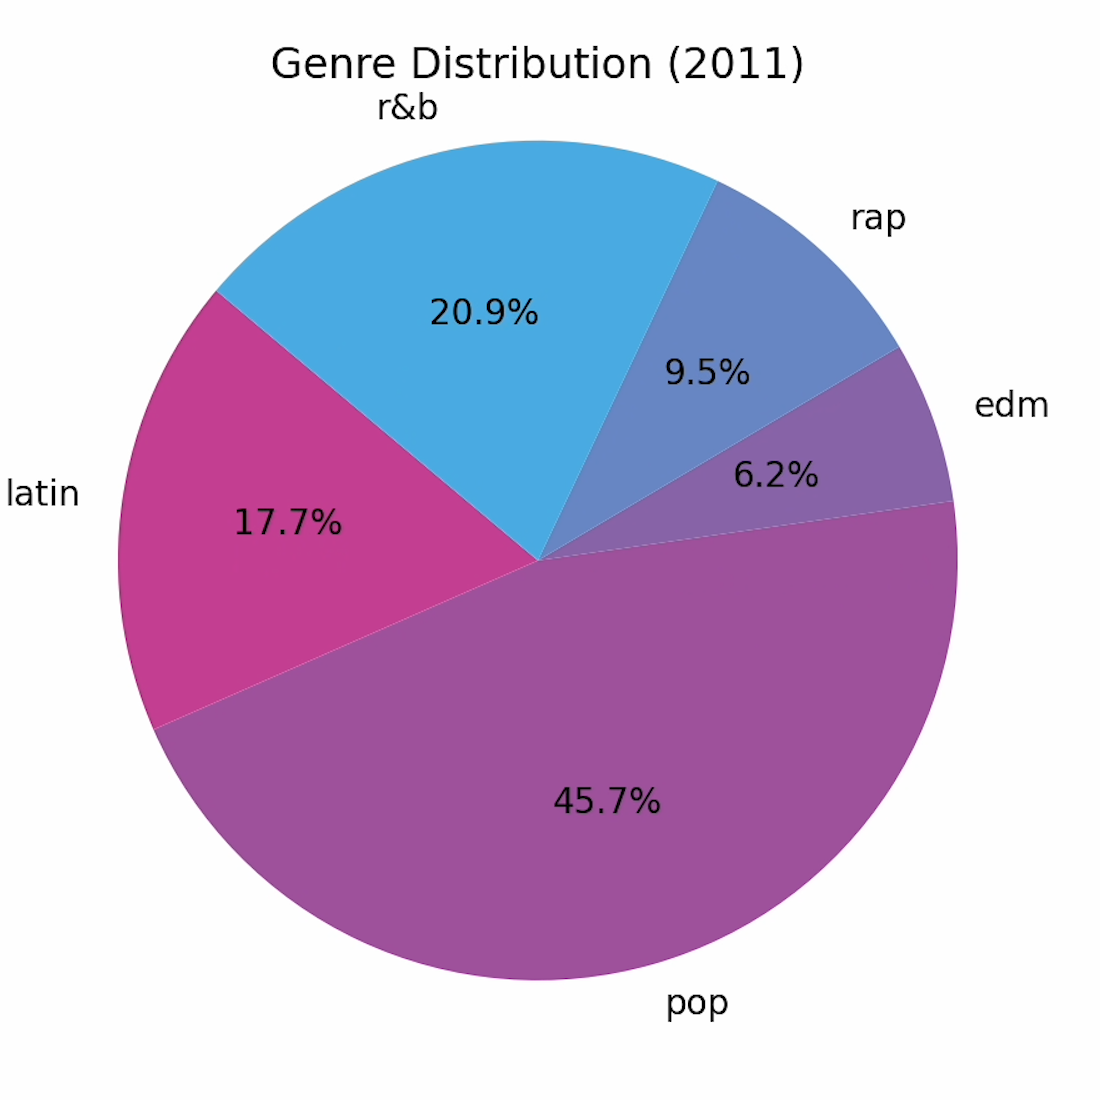 Genre Distribution (2011)
r&b
rap
20.9%
9.5%
edm
6.2%
latin
17.7%
45.7%
pop